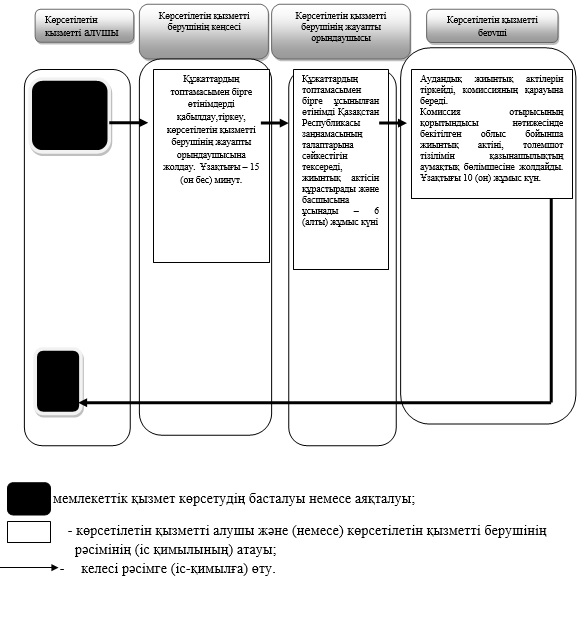 Көрсетілетін
қызметті алушы
Көрсетілетін қызметті
берушінің кеңсесі
Көрсетілетін қызметті
берушінің жауапты
орындаушысы
Көрсетілетін қызметті
беруші
Құжаттардың
топтамасымен бірге
өтінімдерді
қабылдау,тіркеу,
көрсетілетін қызметті
берушінің жауапты
орындаушысына
жолдау. Ұзақтығы – 15
(он бес) минут.
Құжаттардың
топтамасымен
бірге ұсынылған
өтінімді Қазақстан
Республикасы
заңнамасының
талаптарына
сәйкестігін
тексереді,
жиынтық актісін
құрастырады және
басшысына
ұсынады – 6
(алты) жұмыс күні
Аудандық жиынтық актілерін
тіркейді, комиссияның қарауына
береді.
Комиссия отырысының
қорытындысы нәтижесінде
бекітілген облыс бойынша
жиынтық актіні, төлемшот
тізілімін қазынашылықтың
аумақтық бөлімшесіне жолдайды.
Ұзақтығы 10 (он) жұмыс күн.
мемлекеттік қызмет көрсетудің басталуы немесе аяқталуы;
- көрсетілетін қызметті алушы және (немесе) көрсетілетін қызметті берушінің
рәсімінің (іс қимылының) атауы;
- келесі рәсімге (іс-қимылға) өту.